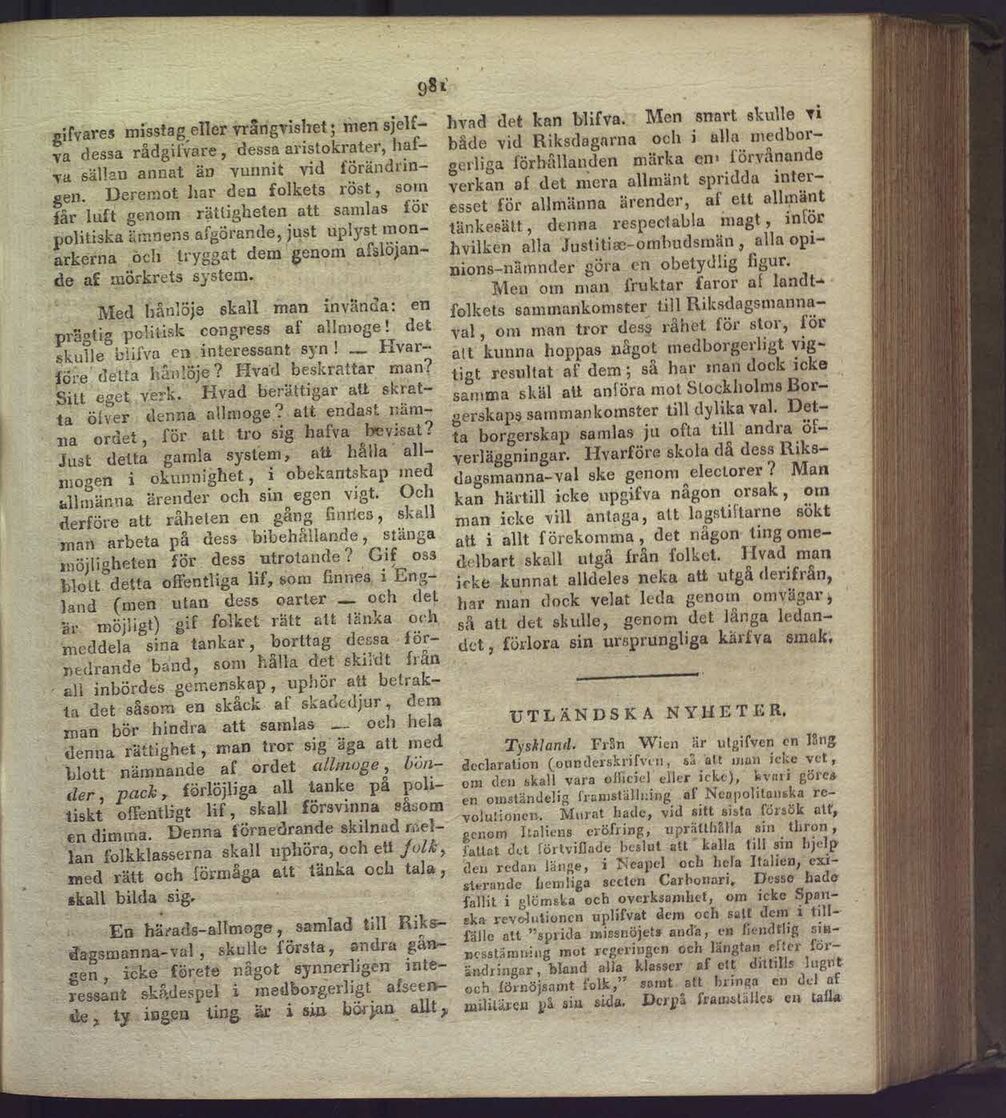 981
gifvares misstag eller vrångvishet; men sjelf-
va dessa rådgifvare, dessa aristokrater, haf-
va sällan annat än vunnit vid förändrin-
gen. Deremot har den folkets röst, som
får luft genom rättigheten att samlas för
politiska ämnens afgörande, just uplyst mon-
arkerna och tryggat dem genom afslöjan-
de af mörkrets system.
Med hånlöje skall man invända: en
prägtig politisk congress af allmoge! det
skulle blifva en interessant syn! — Hvar-
före detta hånlöje? Hvad beskrattar man?
Sitt eget verk. Hvad berättigar att skrat-
ta öfver denna allmoge? att endast näm-
na ordet, för att tro sig hafva bevisat?
Just detta gamla system, att hålla all-
mogen i okunnighet, i obekantskap med
allmänna ärender och sin egen vigt. Och
derföre att råheten en gång finnes, skall
man arbeta på dess bibehållande, stänga
möjligheten för dess utrotande? Gif oss
blott detta offentliga lif, som finnes i Eng-
land (men utan dess oarter — och det
är möjligt) gif folket rätt att tänka och
meddela sina tankar, borttag dessa för-
nedrande band, som hålla det skildt från
all inbördes gemenskap, uphör att betrak-
ta det såsom en skåck af skadedjur, dem
man bör hindra att samlas — och hela
denna rättighet, man tror sig äga att med
blott nämnande af ordet allmoge, bön-
der, pack, förlöjliga all tanke på poli-
tiskt offentligt lif, skall försvinna såsom
en dimma. Denna förnedrande skilnad mel-
lan folkklasserna skall uphöra, och ett folk,
med rätt och förmåga att tänka och tala,
skall bilda sig.
En härads-allmoge, samlad till Riks-
dagsmanna-val, skulle första, andra gån-
gen, icke förete något synnerligen inte-
ressant skådespel i medborgerligt afseen-
de, ty ingen ting är i sin början allt,
hvad det kan blifva. Men snart skulle vi
både vid Riksdagarna och i alla medbor-
gerliga förhållanden märka en förvånande
verkan af det mera allmänt spridda inter-
esset för allmänna ärender, af ett allmänt
tänkesätt, denna respectabla magt, inför
hvilken alla Justitiæ-ombudsmän, alla opi-
nions-nämnder göra en obetydlig figur.
Men om man fruktar faror af landt-
folkets sammankomster till Riksdagsmanna-
val, om man tror dess råhet för stor, för
att kunna hoppas något medborgerligt vig-
tigt resultat af dem; så har man dock icke
samma skäl att anföra mot Stockholms Bor-
gerskaps sammankomster till dylika val. Det-
ta borgerskap samlas ju ofta till andra öf-
verläggningar. Hvarföre skola då dess Riks-
dagsmanna-val ske genom elector­er? Man
kan härtill icke upgifva någon orsak, om
man icke vill antaga, att lagstiftarne sökt
att i allt förekomma, det någon ting ome-
delbart skall utgå från folket. Hvad man
icke kunnat alldeles neka att utgå derifrån,
har man dock velat leda genom omvägar,
så att det skulle, genom det långa ledan-
det, förlora sin ursprungliga kärfva smak.
UTLÄNDSKA NYHETER.
Tyskland. Från Wien är utgifven en lång
declaration (ounderskrifven, så att man icke vet,
om den skall vara officiel eller icke), hvari göres
en omständelig framställning af Neapolitanska re-
volutionen. Murat hade, vid sitt sista försök att,
genom Italiens eröfring, uprätthålla sin thron,
fattat det förtviflade beslut att kalla till sin hjelp
den redan länge, i Neapel och hela Italien, exi-
sterande hemliga secten Carbonari. Desse hade
fallit i glömska och overksamhet, om icke Span-
ska revolutionen uplifvat dem och satt dem i till-
fälle att "sprida missnöjets anda, en fiendtlig sin-
nesstämning mot regeringen och längtan efter för-
ändringar, bland alla klasser af ett dittills lugnt
och förnöjsamt folk," samt att bringa en del af
militären på sin sida. Derpå framställes en tafla